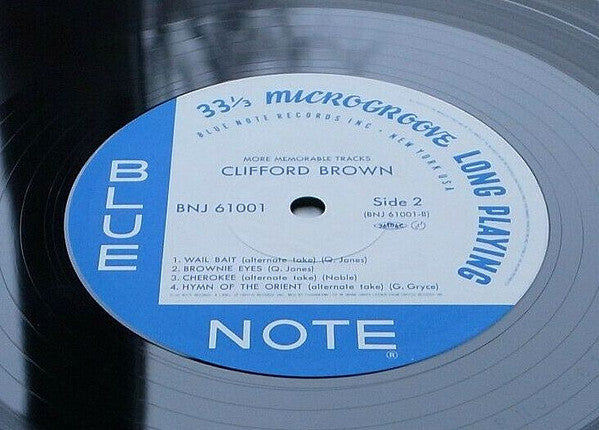 33⅓ MICROGROOVE LONG PLAYING
BLUE NOTE RECORDS INC • NEW YORK USA
BLUE
MORE MEMORABLE TRACKS
CLIFFORD BROWN
BNJ 61001
Side 2
(BNJ 61001-B)
1. WAIL BAIT (alternate take) (Q. Jones)
2. BROWNIE EYES (Q. Jones)
3. CHEROKEE (alternate take) (Noble)
4. HYMN OF THE ORIENT (alternate take) (G. Gryce)
NOTE ®